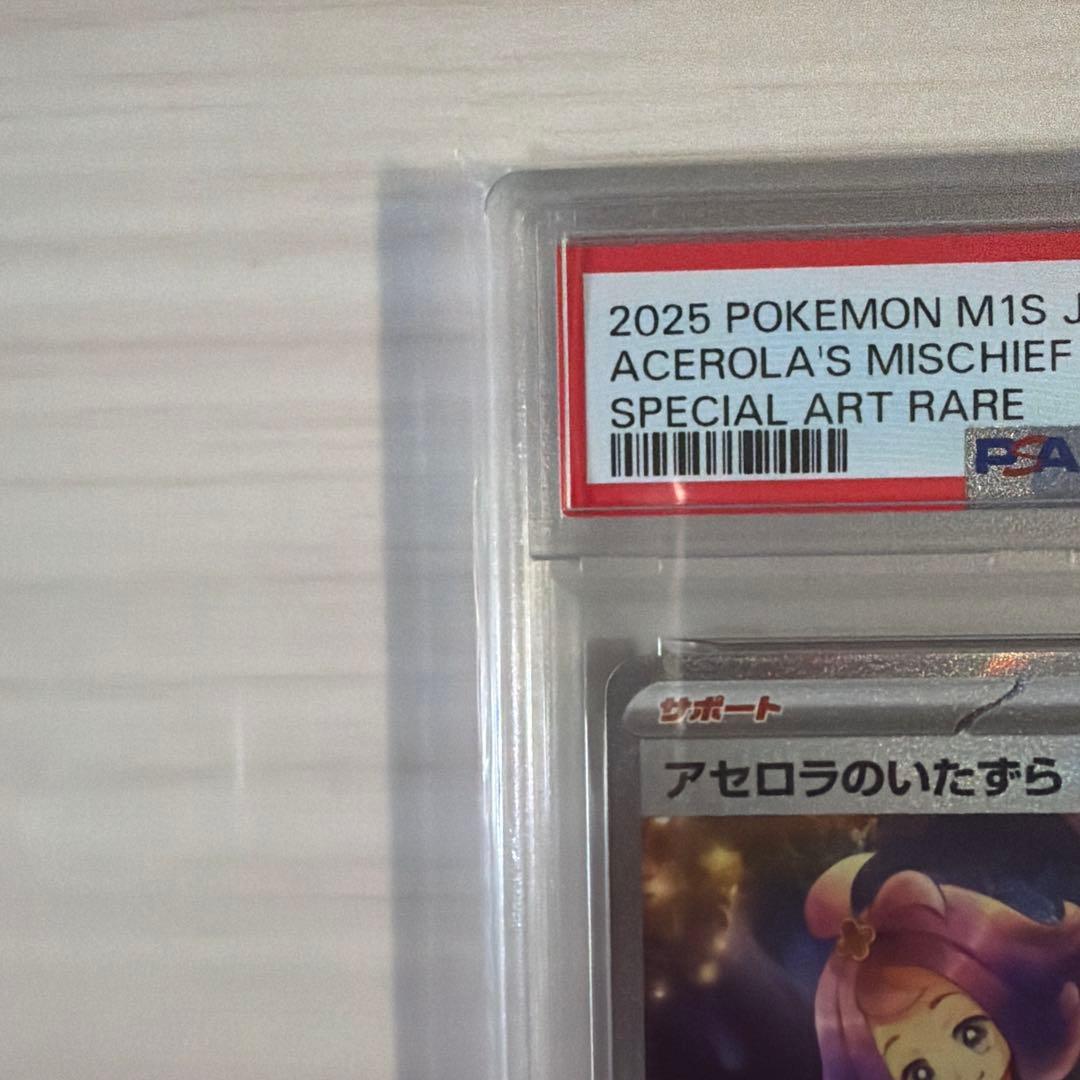 2025 POKEMON M1S J
ACEROLA'S MISCHIEF
SPECIAL ART RARE
PSA
サポート
アセロラのいたずら